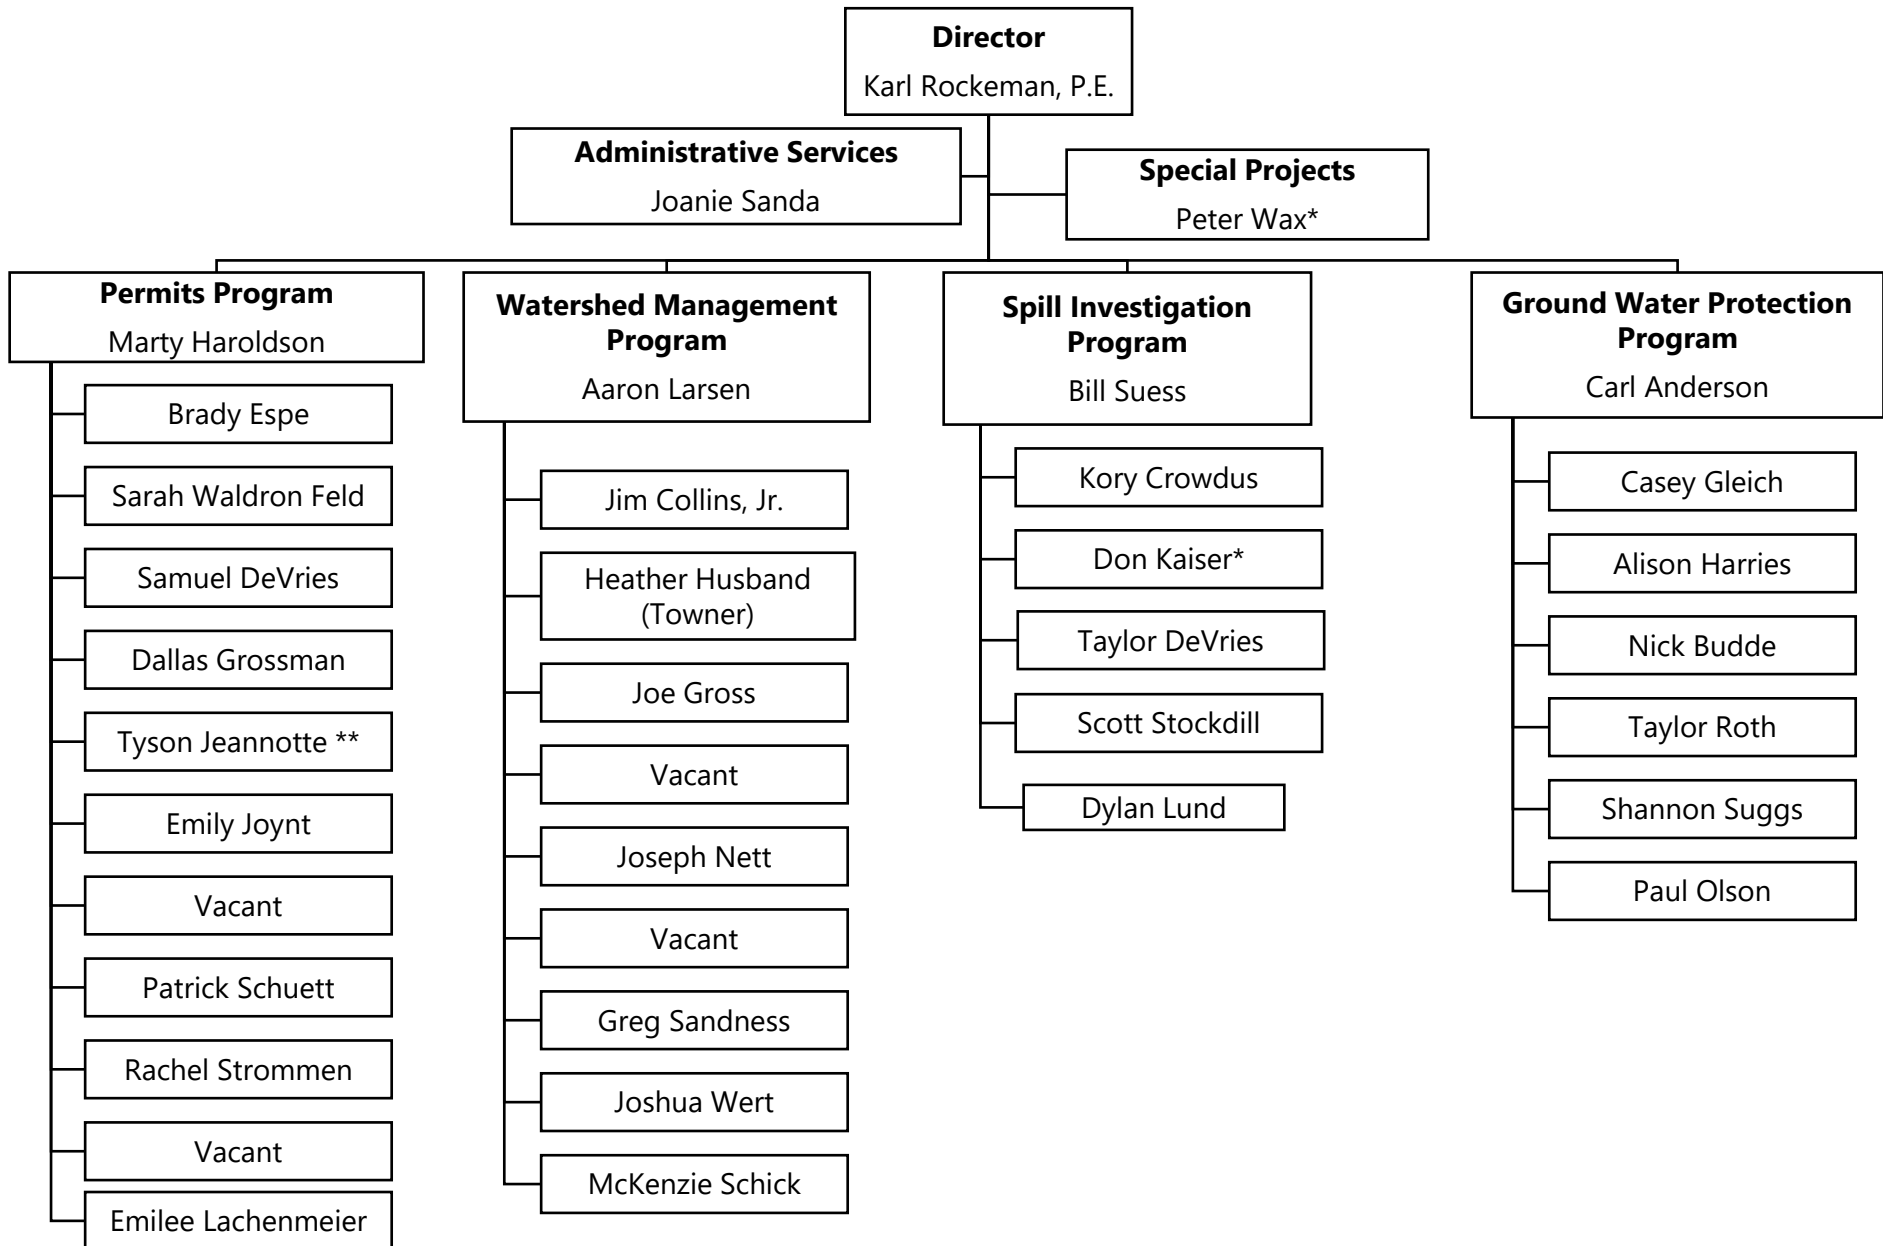 Director
Karl Rockeman, P.E.
Administrative Services
Joanie Sanda
Special Projects
Peter Wax*
Permits Program
Marty Haroldson
Brady Espe
Sarah Waldron Feld
Samuel DeVries
Dallas Grossman
Tyson Jeannotte **
Emily Joynt
Vacant
Patrick Schuett
Rachel Strommen
Vacant
Emilee Lachenmeier
Watershed Management
Program
Aaron Larsen
Jim Collins, Jr.
Heather Husband
(Towner)
Joe Gross
Vacant
Joseph Nett
Vacant
Greg Sandness
Joshua Wert
McKenzie Schick
Spill Investigation
Program
Bill Suess
Kory Crowdus
Don Kaiser*
Taylor DeVries
Scott Stockdill
Dylan Lund
Ground Water Protection
Program
Carl Anderson
Casey Gleich
Alison Harries
Nick Budde
Taylor Roth
Shannon Suggs
Paul Olson